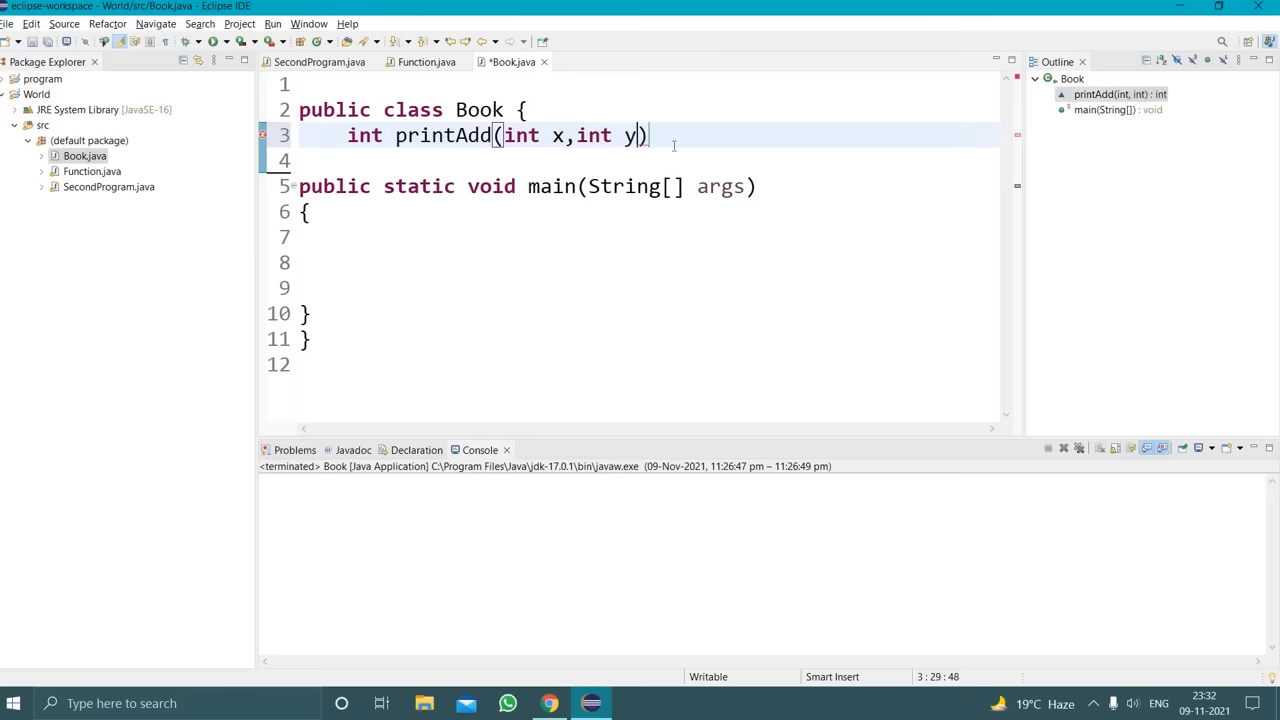 eclipse-workspace - World/src/Book.java - Eclipse IDE
File Edit Source Refactor Navigate Search Project Run Window Help
Package Explorer
SecondProgram.java Function.java *Book.java
Outline
program
World
JRE System Library [JavaSE-16]
src
(default package)
Book.java
Function.java
SecondProgram.java
1
2 public class Book {
3 int printAdd(int x,int y)
4
5 public static void main(String[] args)
6 {
7
8
9
10 }
11 }
12
Book
printAdd(int, int) : int
main(String[]) : void
Problems Javadoc Declaration Console
<terminated> Book [Java Application] C:\Program Files\Java\jdk-17.0.1\bin\javaw.exe (09-Nov-2021, 11:26:47 pm – 11:26:49 pm)
Writable Smart Insert 3 : 29 : 48
Type here to search
19°C Haze ENG 23:32
09-11-2021